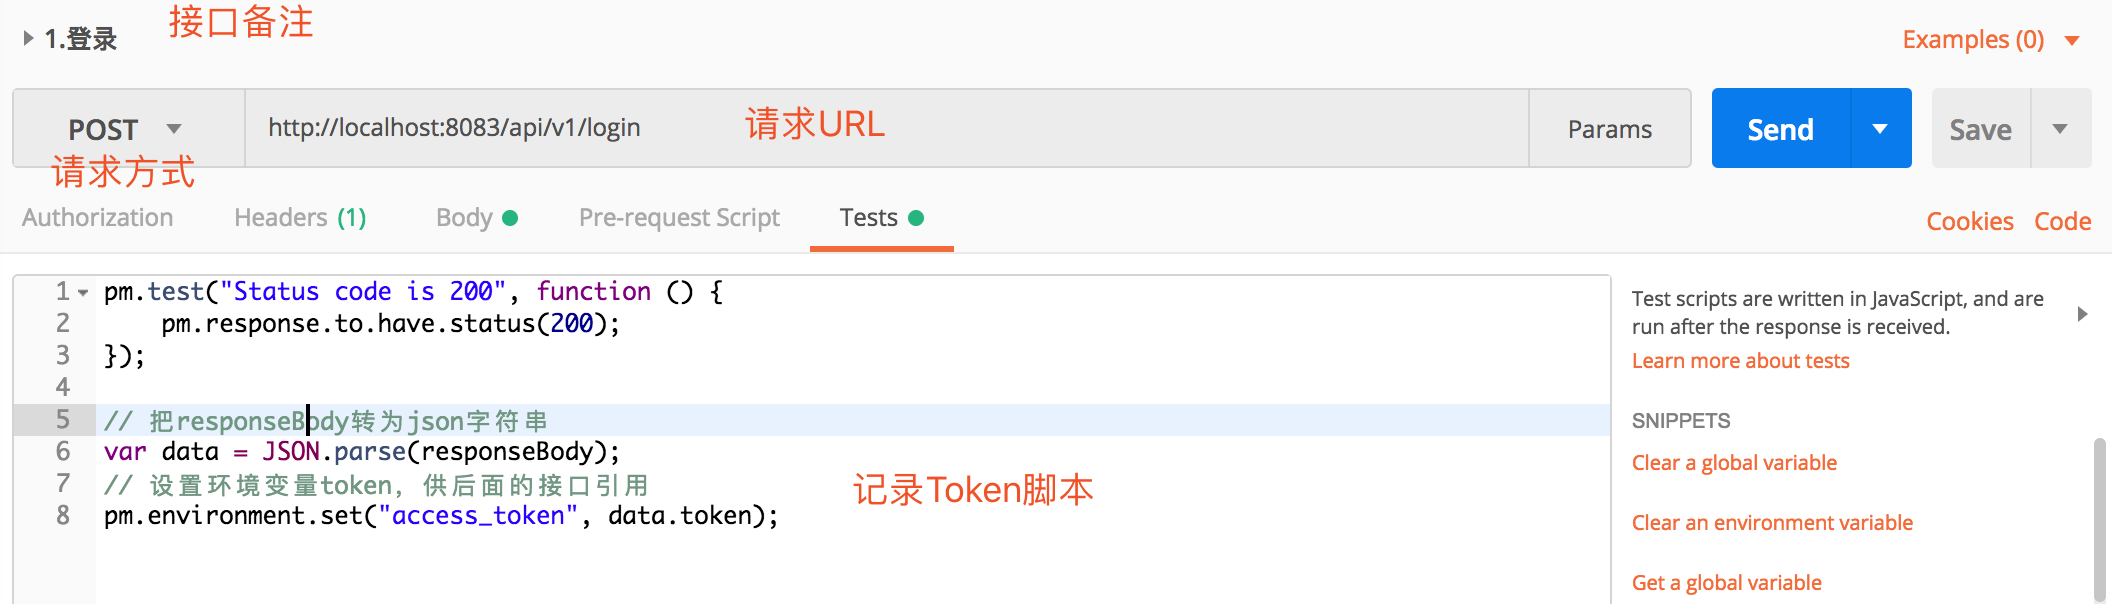 接口备注
1.登录
Examples (0)
POST
http://localhost:8083/api/v1/login
请求URL
Params
Send
Save
请求方式
Authorization
Headers (1)
Body
Pre-request Script
Tests
Cookies
Code
1 pm.test("Status code is 200", function () {
2 pm.response.to.have.status(200);
3 });
4
5 // 把responseBody转为json字符串
6 var data = JSON.parse(responseBody);
7 // 设置环境变量token，供后面的接口引用
8 pm.environment.set("access_token", data.token);
记录Token脚本
Test scripts are written in JavaScript, and are
run after the response is received.
Learn more about tests
SNIPPETS
Clear a global variable
Clear an environment variable
Get a global variable